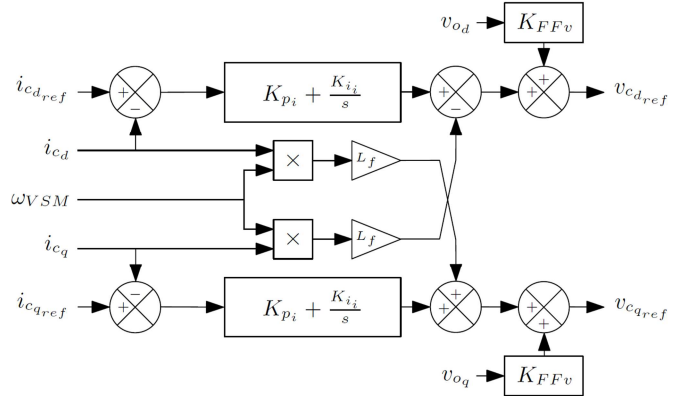 v_{o_d} K_{FFv}
i_{c_{d_{ref}}} + − K_{p_i} + \frac{K_{i_i}}{s} + − + + v_{c_{d_{ref}}}
i_{c_d} × L_f
ω_{VSM}
i_{c_q} × L_f
i_{c_{q_{ref}}} − + K_{p_i} + \frac{K_{i_i}}{s} + + + + v_{c_{q_{ref}}}
v_{o_q} K_{FFv}